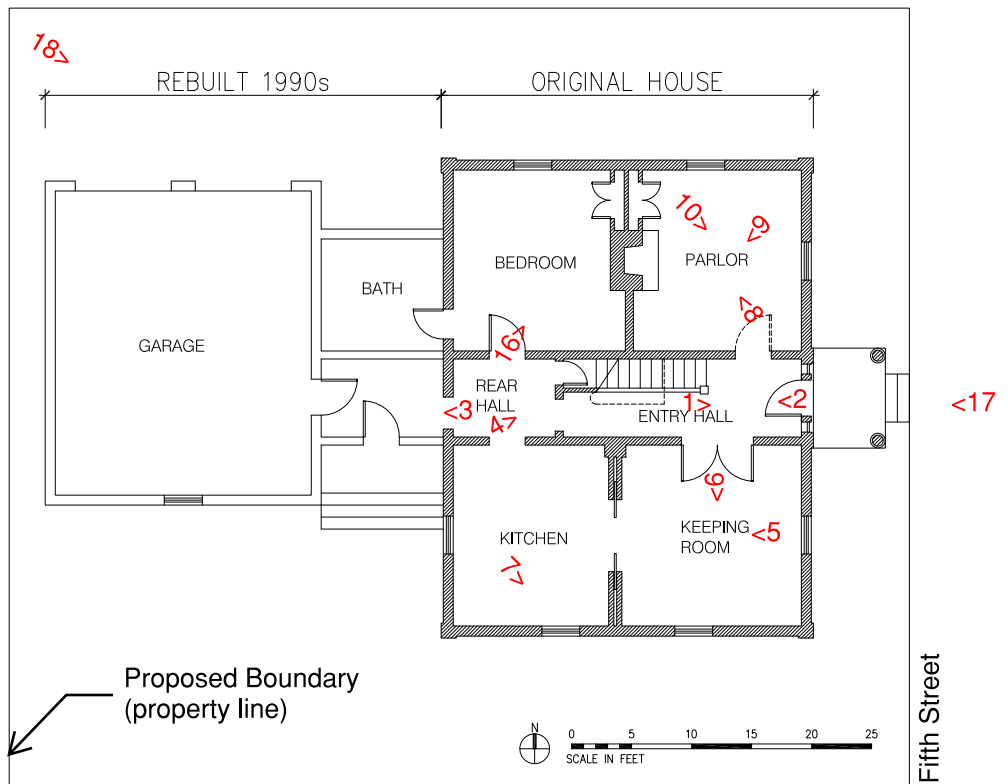 18>
REBUILT 1990s
ORIGINAL HOUSE
10>
<9
BEDROOM
PARLOR
BATH
<8
GARAGE
16>
REAR
HALL
<3
4>
1>
ENTRY HALL
<2
<17
<6
KEEPING
ROOM
<5
KITCHEN
7>
Proposed Boundary
(property line)
N
0 5 10 15 20 25
SCALE IN FEET
Fifth Street